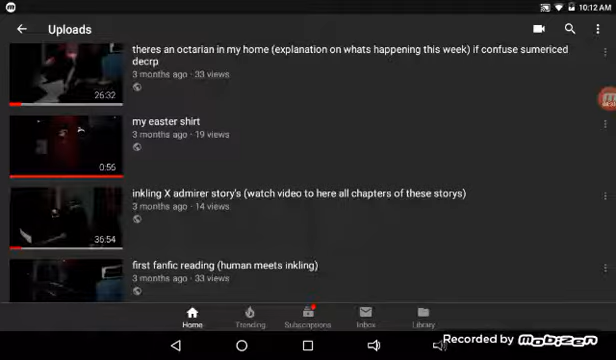 10:12 AM
Uploads
theres an octarian in my home (explanation on whats happening this week) if confuse sumericed
decrp
3 months ago · 33 views
26:32
my easter shirt
3 months ago · 19 views
0:55
inkling X admirer story's (watch video to here all chapters of these storys)
3 months ago · 14 views
36:54
first fanfic reading (human meets inkling)
3 months ago · 33 views
Home
Trending
Subscriptions
Inbox
Library
Recorded by
mobizen